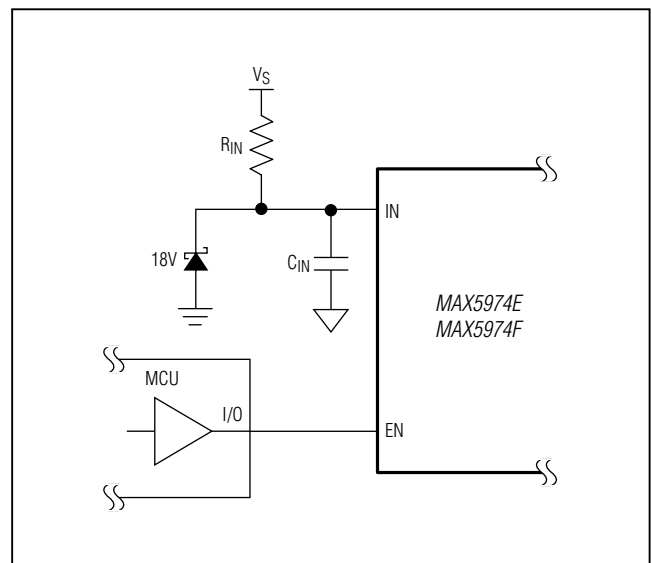 VS
RIN
IN
18V
CIN
MAX5974E
MAX5974F
MCU
I/O
EN